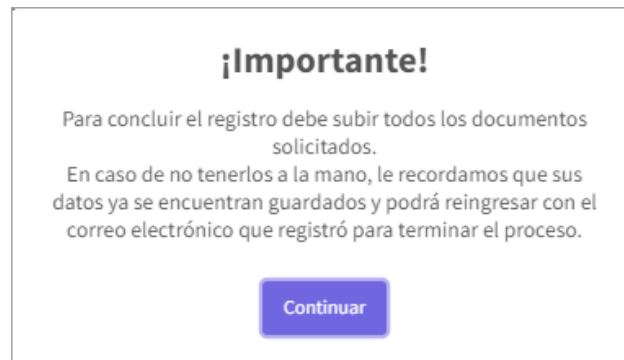 ¡Importante!
Para concluir el registro debe subir todos los documentos
solicitados.
En caso de no tenerlos a la mano, le recordamos que sus
datos ya se encuentran guardados y podrá reingresar con el
correo electrónico que registró para terminar el proceso.
Continuar